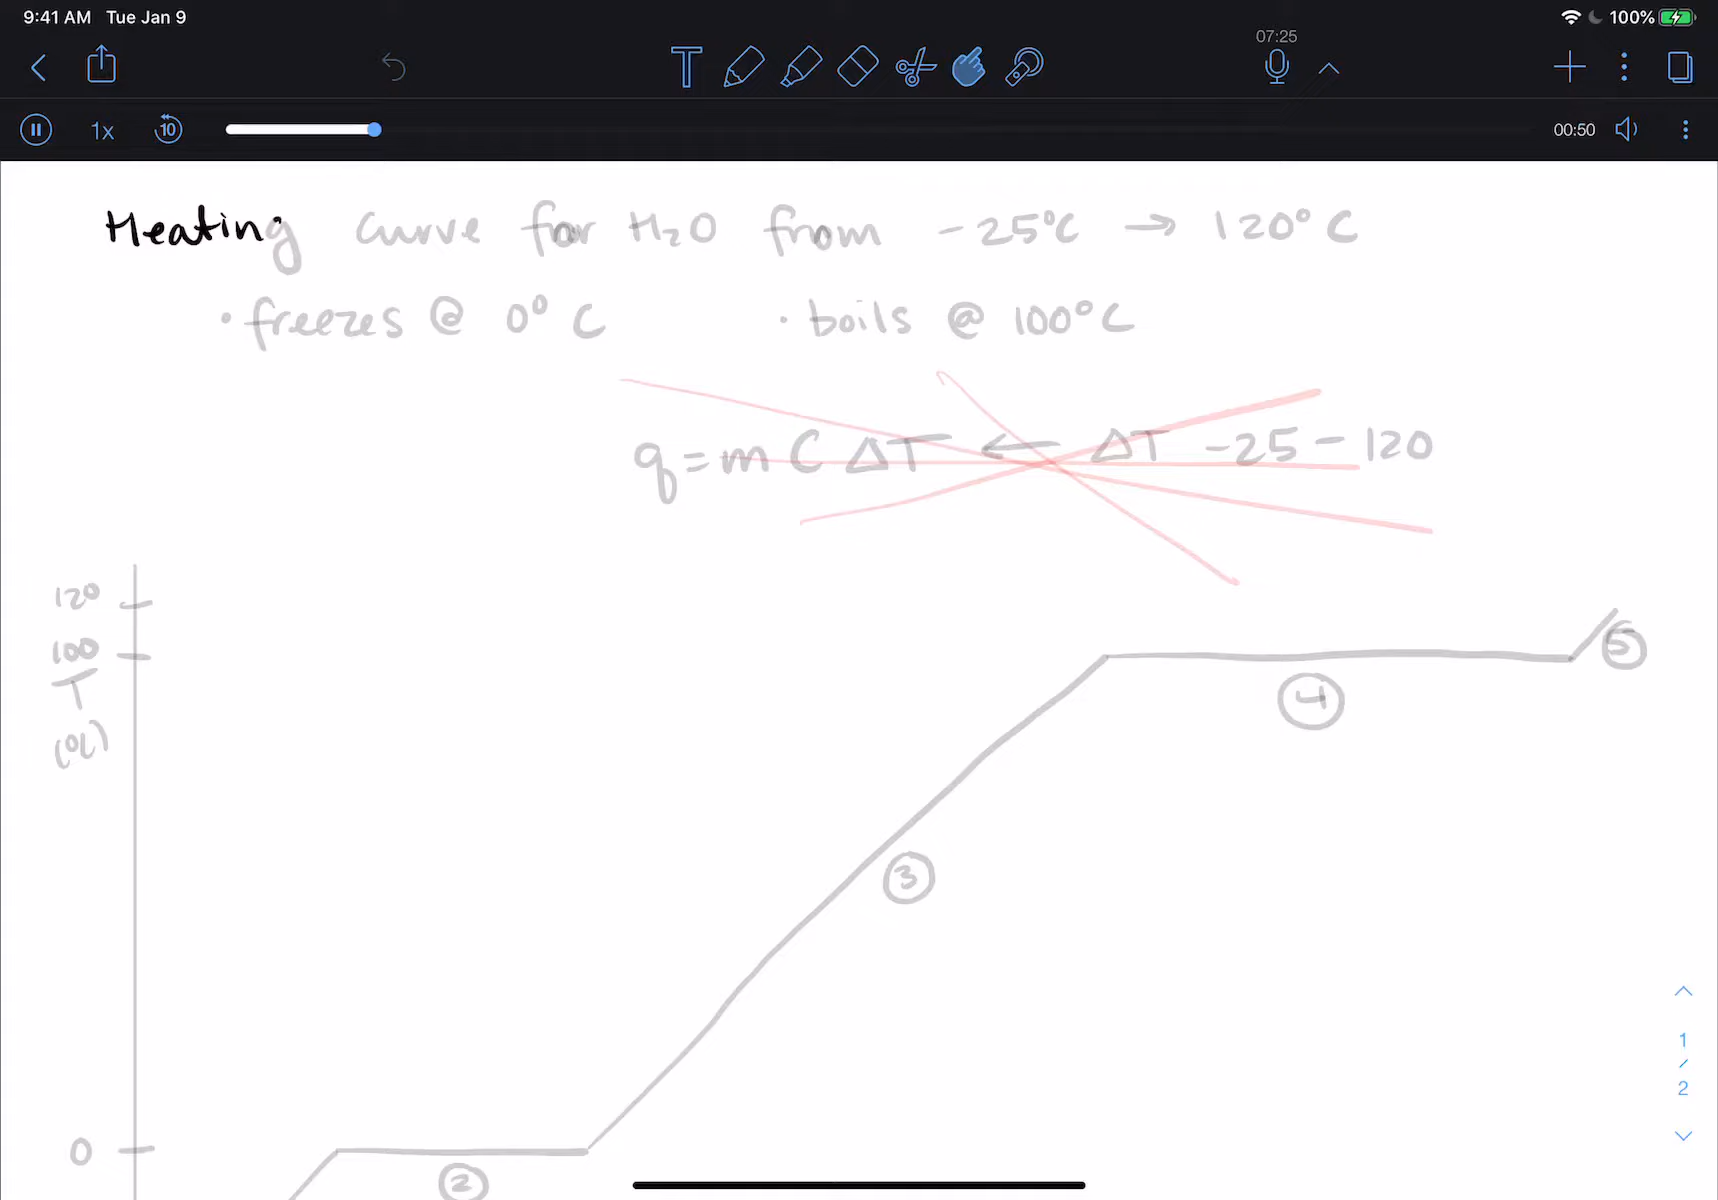 9:41 AM Tue Jan 9
100%
07:25
T
1x
10
00:50
Heating curve for H₂O from -25°C → 120°C
• freezes @ 0° C • boils @ 100°C
q = m C ΔT ← ΔT -25 - 120
120
100
T
(°C)
5
4
3
0
2
1
/
2